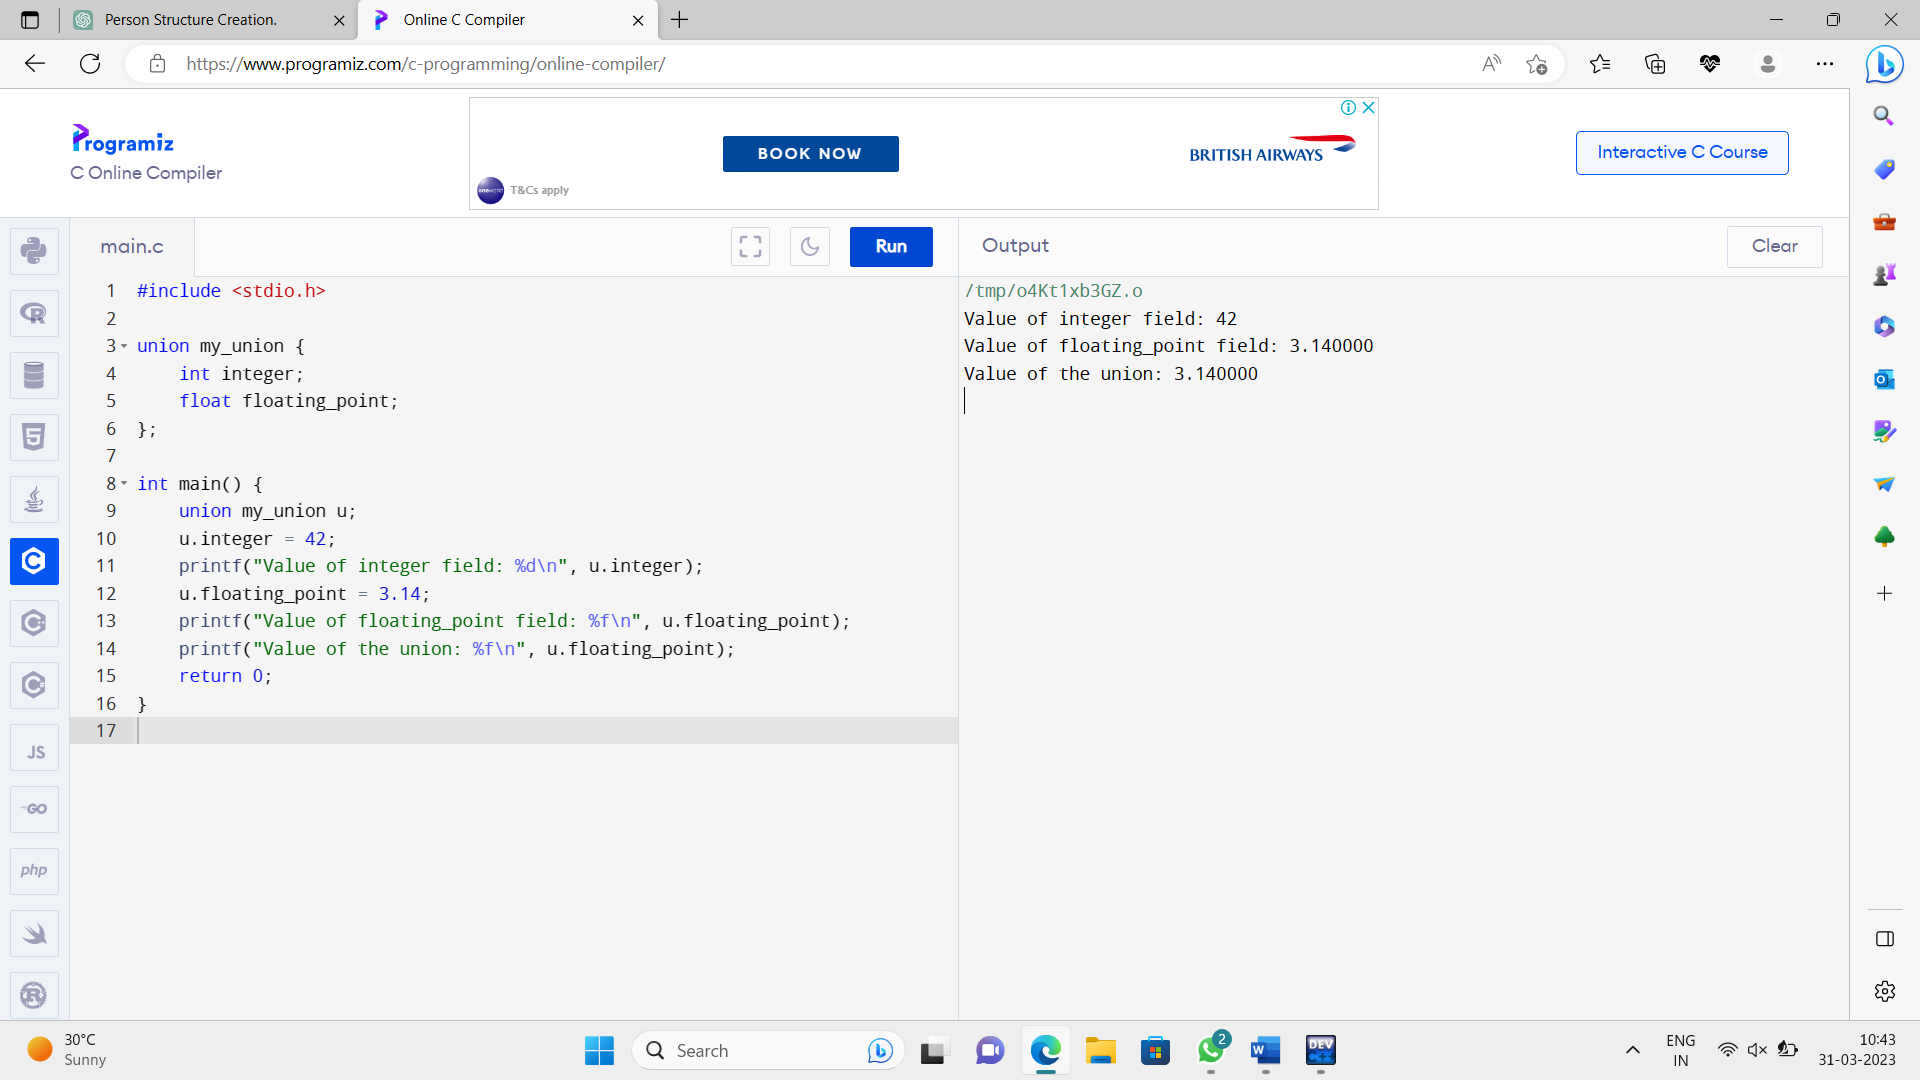 Person Structure Creation.
Online C Compiler
https://www.programiz.com/c-programming/online-compiler/
Programiz
C Online Compiler
BOOK NOW
BRITISH AIRWAYS
oneworld
T&Cs apply
Interactive C Course
main.c
Run
Output
Clear
1 #include <stdio.h>
2
3 union my_union {
4     int integer;
5     float floating_point;
6 };
7
8 int main() {
9     union my_union u;
10     u.integer = 42;
11     printf("Value of integer field: %d\n", u.integer);
12     u.floating_point = 3.14;
13     printf("Value of floating_point field: %f\n", u.floating_point);
14     printf("Value of the union: %f\n", u.floating_point);
15     return 0;
16 }
17
/tmp/o4Kt1xb3GZ.o
Value of integer field: 42
Value of floating_point field: 3.140000
Value of the union: 3.140000
R
5
C
C
C
JS
GO
php
R
30°C
Sunny
Search
2
W
DEV
C++
ENG
IN
10:43
31-03-2023